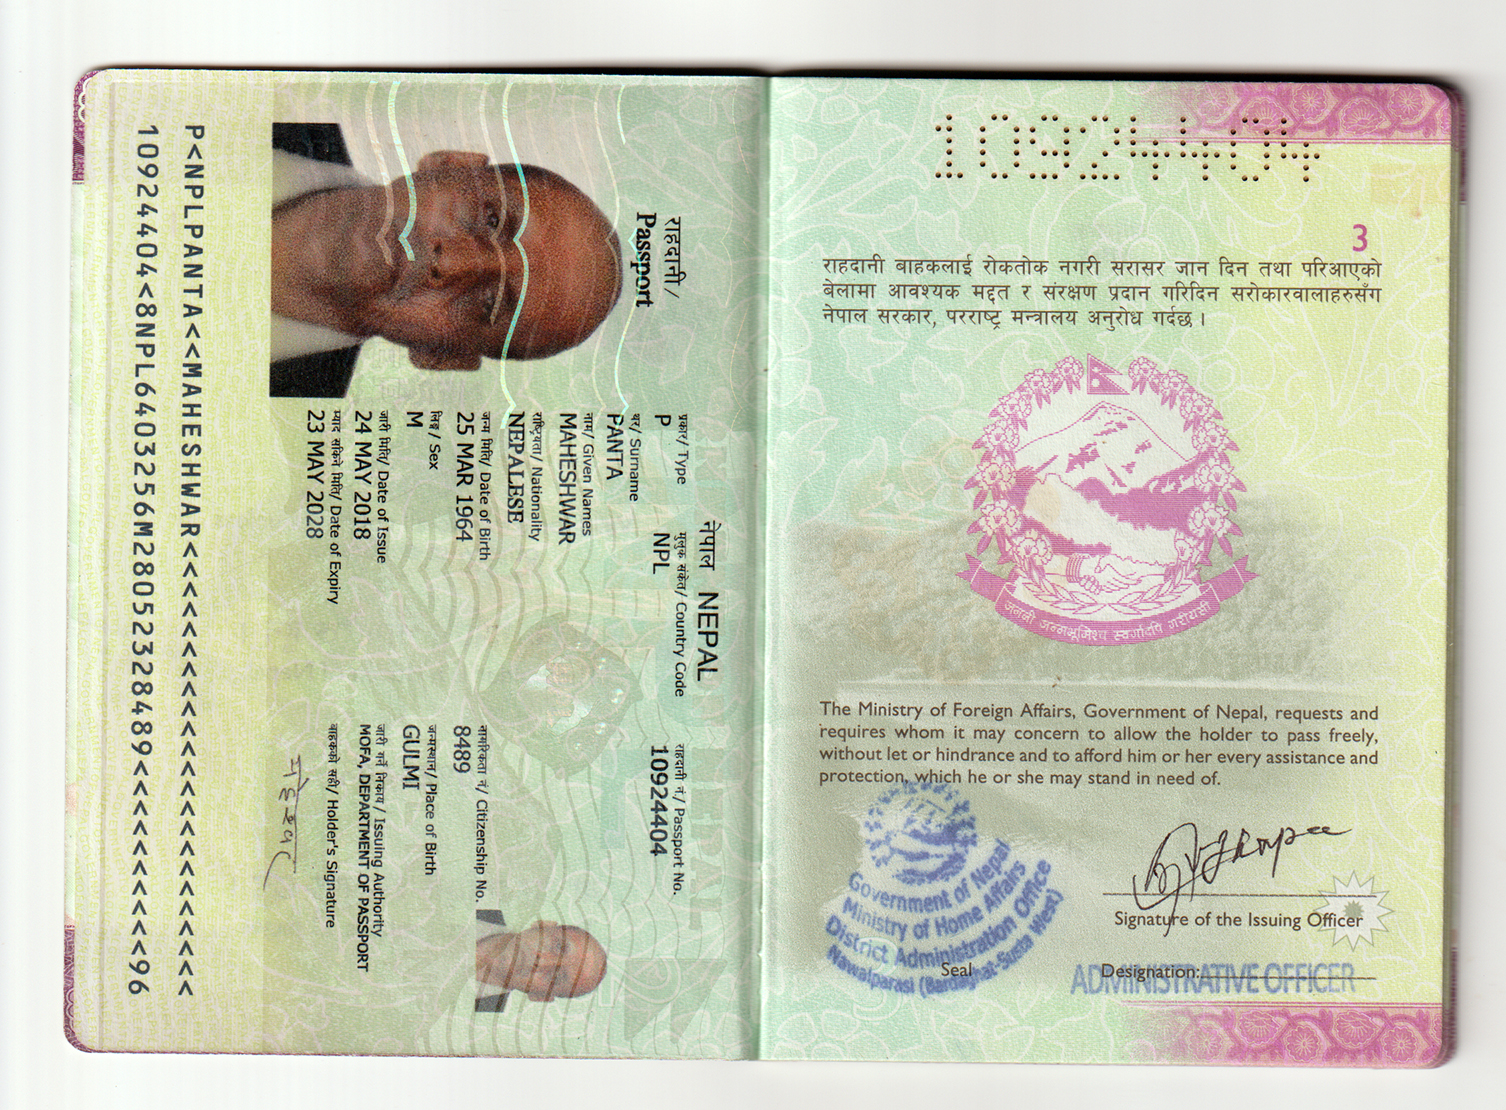 10924404
3
राहदानी बाहकलाई रोकतोक नगरी सरासर जान दिन तथा परिआएको
बेलामा आवश्यक मद्दत र संरक्षण प्रदान गरिदिन सरोकारवालाहरुसँग
नेपाल सरकार, परराष्ट्र मन्त्रालय अनुरोध गर्दछ ।
जननी जन्मभूमिश्च स्वर्गादपि गरीयसी
The Ministry of Foreign Affairs, Government of Nepal, requests and
requires whom it may concern to allow the holder to pass freely,
without let or hindrance and to afford him or her every assistance and
protection which he or she may stand in need of.
Signature of the Issuing Officer
Designation:
ADMINISTRATIVE OFFICER
Seal
Government of Nepal
Ministry of Home Affairs
District Administration Office
Nawalparasi (Bardaghat-Susta West)
नेपाल NEPAL
राहदानी/
Passport
प्रकार/ Type
P
मुलुक संकेत/ Country Code
NPL
राहदानी नं./ Passport No.
10924404
थर/ Surname
PANTA
नाम/ Given Names
MAHESHWAR
राष्ट्रियता/ Nationality
NEPALESE
जन्म मिति/ Date of Birth
25 MAR 1964
नागरिकता नं/ Citizenship No.
8489
लिङ्ग/ Sex
M
जन्मस्थान/ Place of Birth
GULMI
जारी मिति/ Date of Issue
24 MAY 2018
जारी गर्ने निकाय/ Issuing Authority
MOFA, DEPARTMENT OF PASSPORT
म्याद सकिने मिति/ Date of Expiry
23 MAY 2028
बाहकको सही/ Holder's Signature
महेश्वर
P<NPLPANTA<<MAHESHWAR<<<<<<<<<<<<<<<<<<<<<<<
10924404<8NPL6403256M28052328489<<<<<<<<<<96